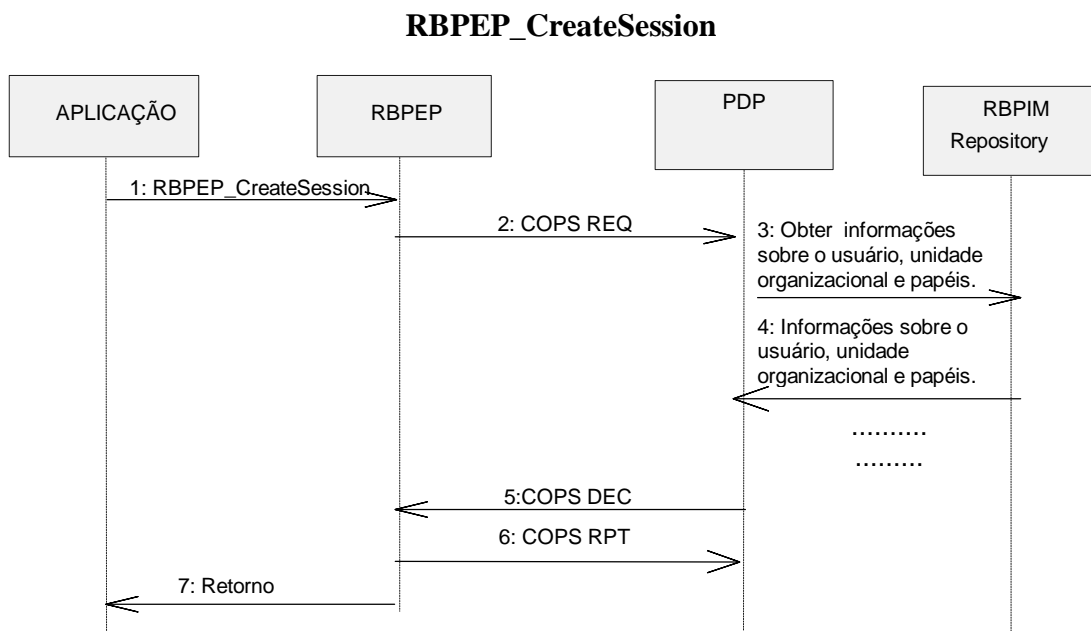 RBPEP_CreateSession
APLICAÇÃO
RBPEP
PDP
RBPIM
Repository
1: RBPEP_CreateSession
2: COPS REQ
3: Obter informações
sobre o usuário, unidade
organizacional e papéis.
4: Informações sobre o
usuário, unidade
organizacional e papéis.
..........
.........
5:COPS DEC
6: COPS RPT
7: Retorno